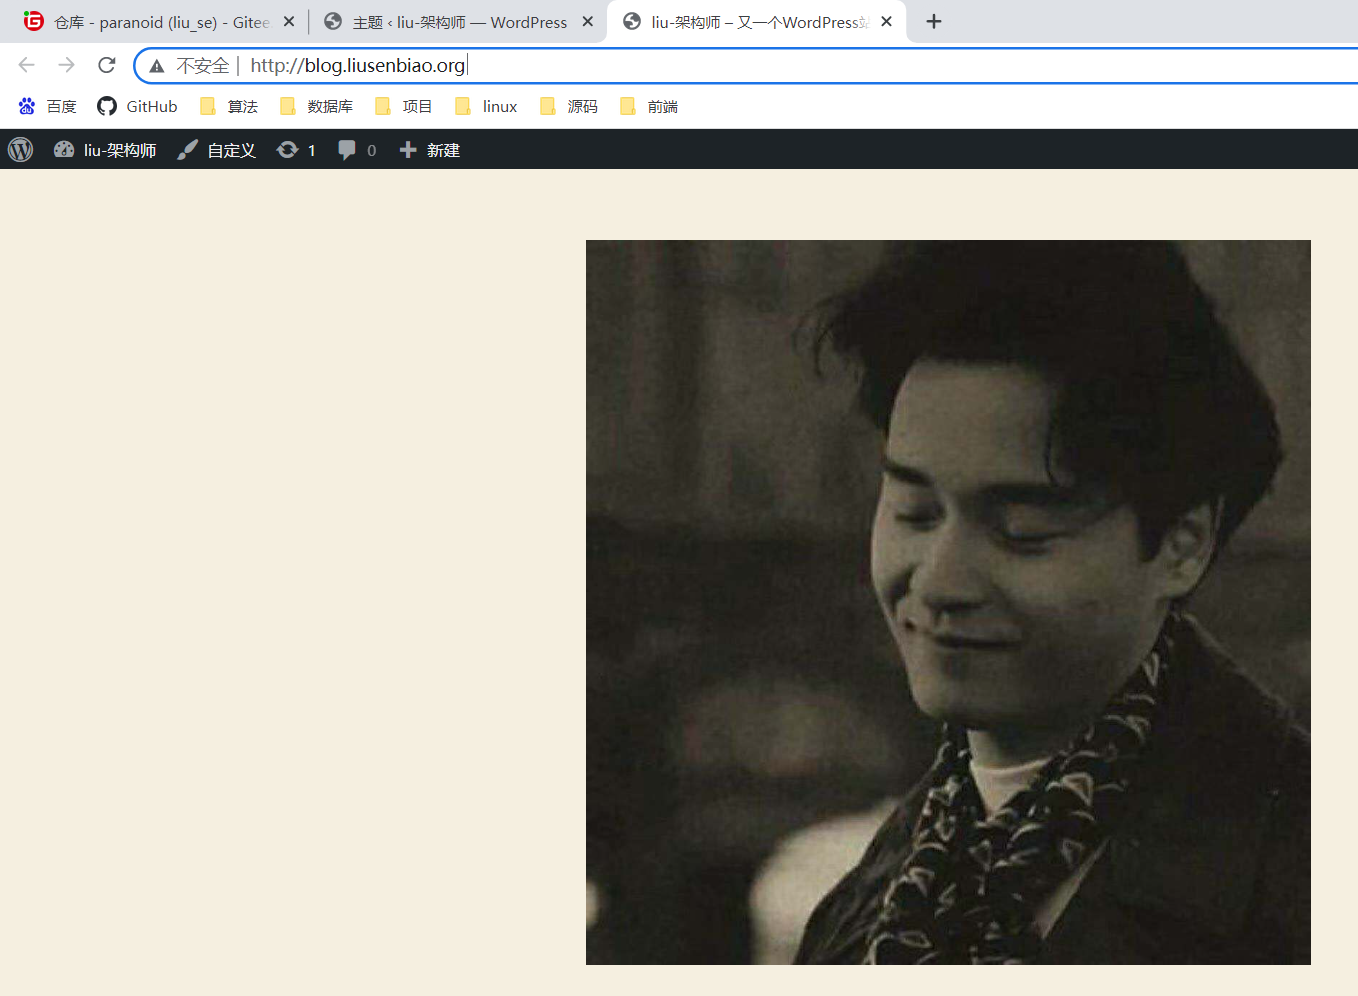 仓库 - paranoid (liu_se) - Gitee
主题 ‹ liu-架构师 — WordPress
liu-架构师 – 又一个WordPress站
不安全 | http://blog.liusenbiao.org
百度 GitHub 算法 数据库 项目 linux 源码 前端
liu-架构师 自定义 1 0 新建